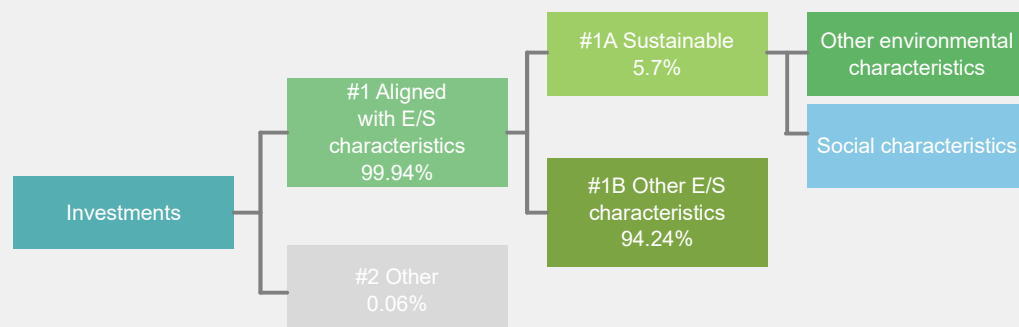 Investments
#1 Aligned
with E/S
characteristics
99.94%
#2 Other
0.06%
#1A Sustainable
5.7%
#1B Other E/S
characteristics
94.24%
Other environmental
characteristics
Social characteristics